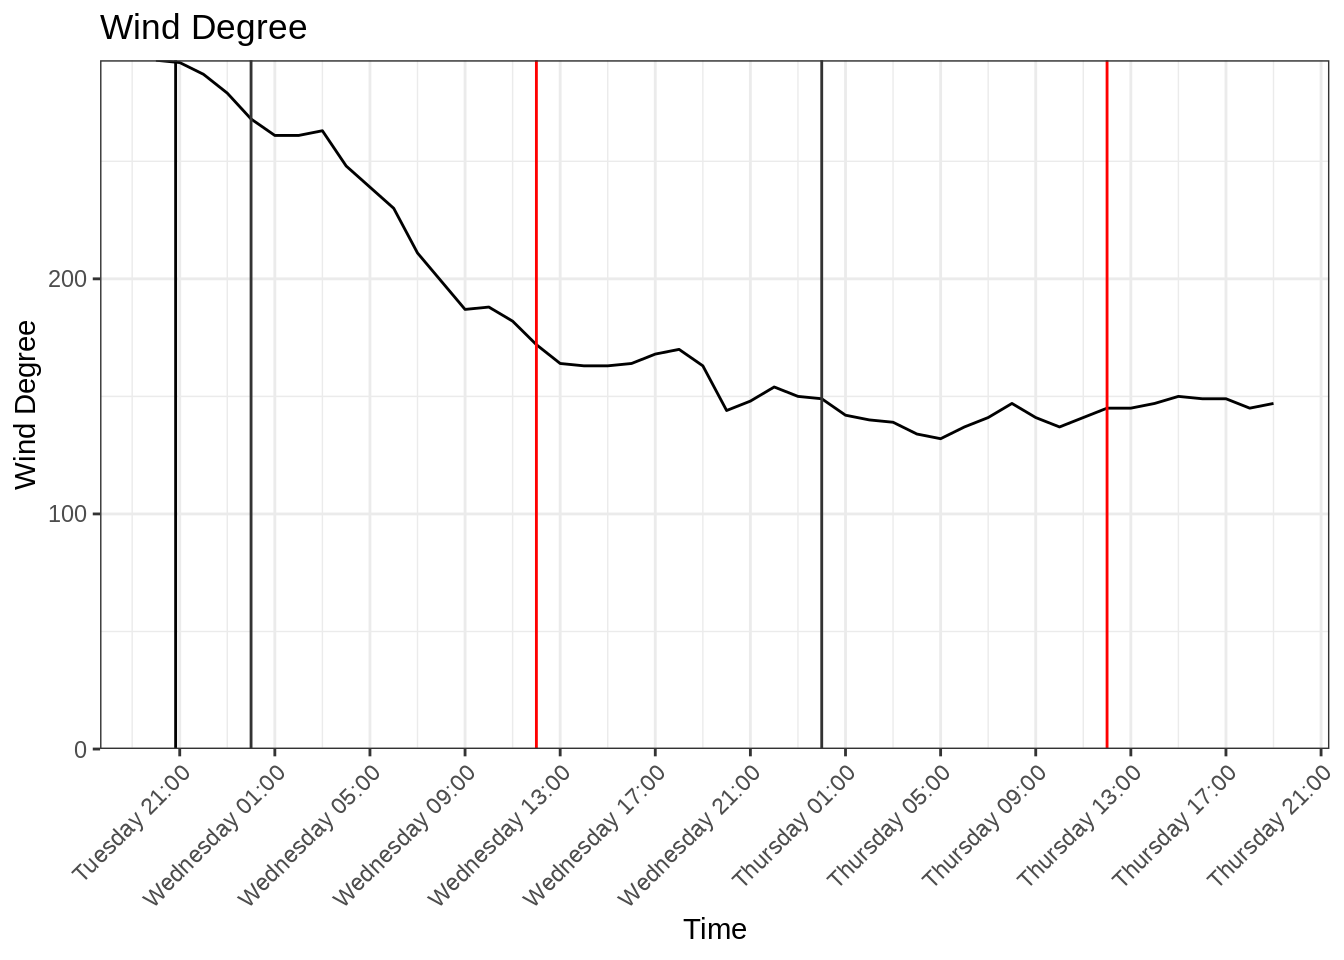 Wind Degree
Wind Degree
200
100
0
Tuesday 21:00
Wednesday 01:00
Wednesday 05:00
Wednesday 09:00
Wednesday 13:00
Wednesday 17:00
Wednesday 21:00
Thursday 01:00
Thursday 05:00
Thursday 09:00
Thursday 13:00
Thursday 17:00
Thursday 21:00
Time